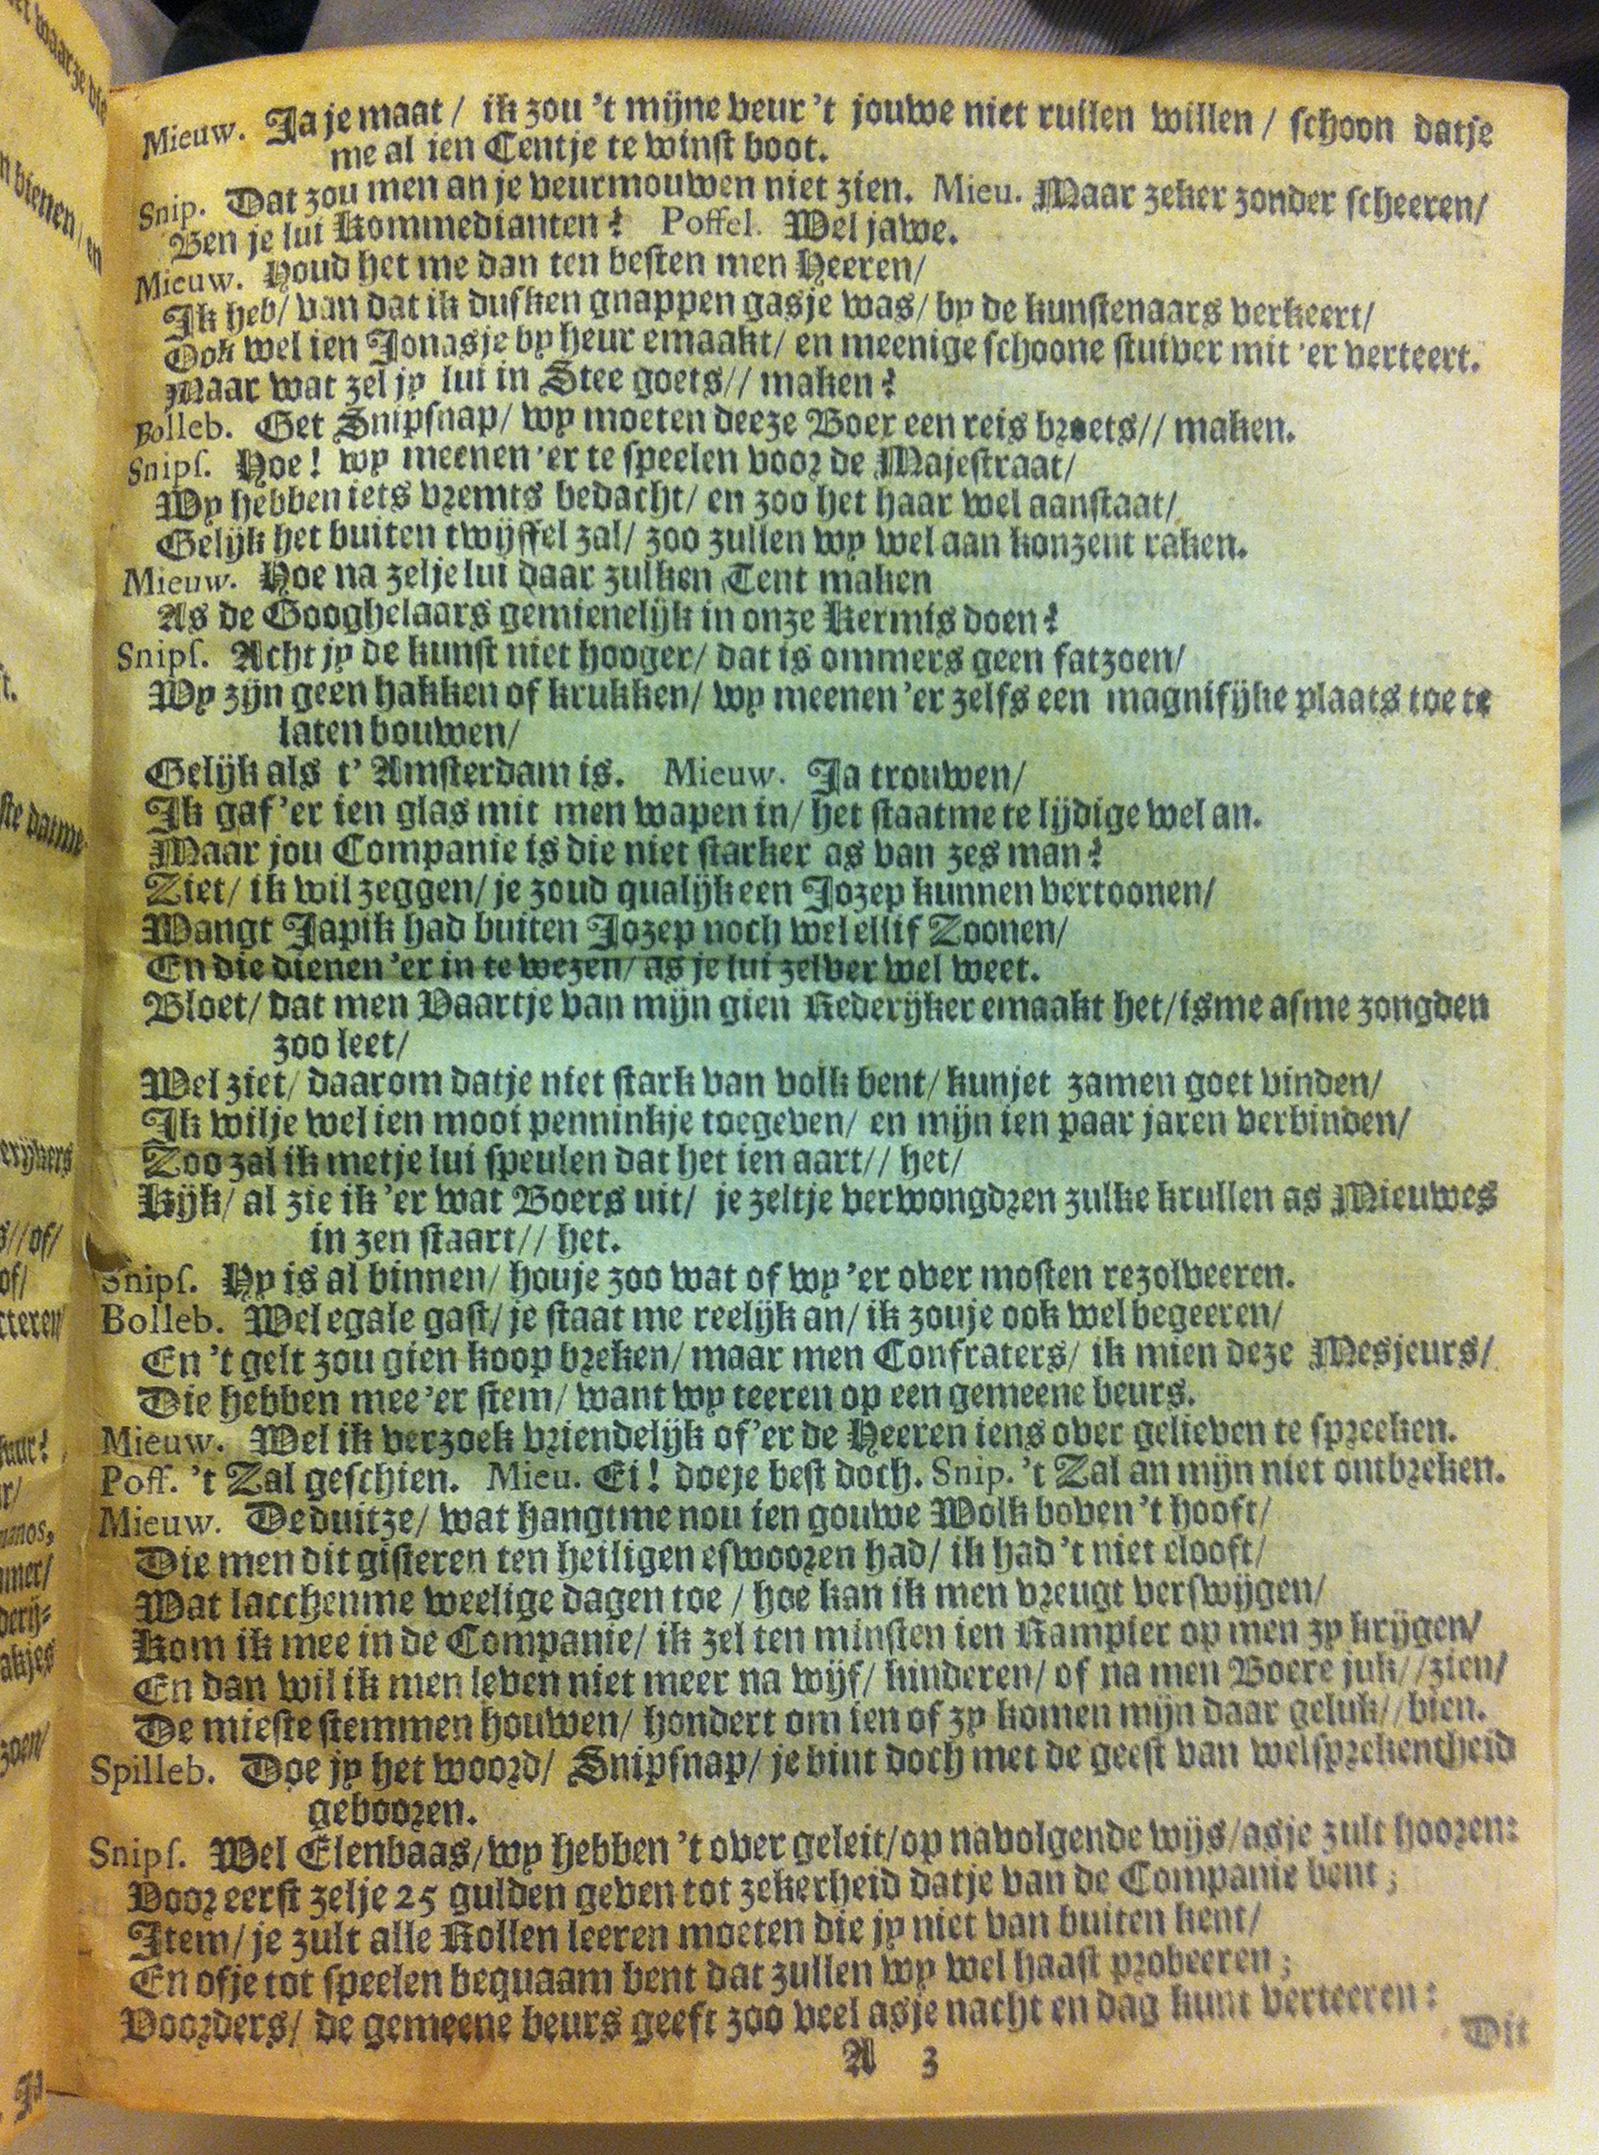 Mieuw. Ja je maat / ik zou 't mijne veur 't jouwe niet ruilen willen / schoon datje
me al ien Centje te winst boot.
Snip. Dat zou men an je veurmouwen niet zien. Mieu. Maar zeker zonder scheeren/
Ben je lui Kommedianten? Poffel. Wel jawe.
Mieuw. Houd het me dan ten besten men Heeren/
Ik heb/ van dat ik dusken gnappen gasje was/ by de kunstenaars verkeert/
Ook wel ien Jonasje by heur emaakt/ en meenige schoone stuiver mit 'er verteert.
Maar wat zel jy lui in Stee goets// maken?
Bolleb. Get Snipsnap/ wy moeten deeze Boer een reis broets// maken.
Snips. Hoe! wy meenen 'er te speelen voor de Majestraat/
Wy hebben iets vremts bedacht/ en zoo het haar wel aanstaat/
Gelijk het buiten twijffel zal/ zoo zullen wy wel aan konzent raken.
Mieuw. Hoe na zelje lui daar zulken Tent maken
As de Googhelaars gemienelijk in onze Kermis doen?
Snips. Acht jy de kunst niet hooger/ dat is ommers geen fatzoen/
Wy zijn geen hakken of krukken/ wy meenen 'er zelfs een magnifijke plaats toe te
laten bouwen/
Gelijk als t' Amsterdam is. Mieuw. Ja trouwen/
Ik gaf 'er ien glas mit men wapen in/ het staatme te lijdige wel an.
Maar jou Companie is die niet starker as van zes man?
Ziet/ ik wil zeggen/ je zoud qualijk een Jozep kunnen vertoonen/
Wangt Japik had buiten Jozep noch wel ellif Zoonen/
En die dienen 'er in te wezen/ as je lui zelver wel weet.
Bloet/ dat men Vaartje van mijn gien Rederijker emaakt het/ isme asme zongden
zoo leet/
Wel ziet/ daarom datje niet stark van volk bent/ kunjet zamen goet vinden/
Ik wilje wel ien mooi penninkje toegeven/ en mijn ien paar jaren verbinden/
Zoo zal ik metje lui speulen dat het ien aart// het/
Kijk/ al zie ik 'er wat Boers uit/ je zeltje verwongdren zulke krullen as Mieuwes
in zen staart// het.
Snips. Hy is al binnen/ houje zoo wat of wy 'er over mosten rezolveeren.
Bolleb. Wel egale gast/ je staat me reelijk an/ ik zouje ook wel begeeren/
En 't gelt zou gien koop breken/ maar men Confraters/ ik mien deze Mesjeurs/
Die hebben mee 'er stem/ want wy teeren op een gemeene beurs.
Mieuw. Wel ik verzoek vriendelijk of 'er de Heeren iens over gelieven te spreeken.
Poff. 't Zal geschien. Mieu. Ei! doeje best doch. Snip. 't Zal an mijn niet ontbreken.
Mieuw. Deduitze/ wat hangtme nou ien gouwe Wolk boven 't hooft/
Die men dit gisteren ten heiligen eswooren had/ ik had 't niet elooft/
Wat lacchenme weelige dagen toe / hoe kan ik men vreugt verswijgen/
Kom ik mee in de Companie/ ik zel ten minsten ien Rampier op men zy krijgen/
En dan wil ik men leven niet meer na wijf/ kinderen/ of na men Boere juk// zien/
De mieste stemmen houwen/ hondert om ien of zy komen mijn daar geluk// bien.
Spilleb. Doe jy het woord/ Snipsnap/ je bint doch met de geest van welsprekentheid
gebooren.
Snips. Wel Elenbaas/ wy hebben 't over geleit/ op navolgende wijs/ asje zult hooren:
Voor eerst zelje 25 gulden geven tot zekerheid datje van de Companie bent;
Item/ je zult alle Rollen leeren moeten die jy niet van buiten kent/
En ofje tot speelen bequaam bent dat zullen wy wel haast probeeren;
Voorders/ de gemeene beurs geeft zoo veel asje nacht en dag kunt verteeren:
Dit
A 3